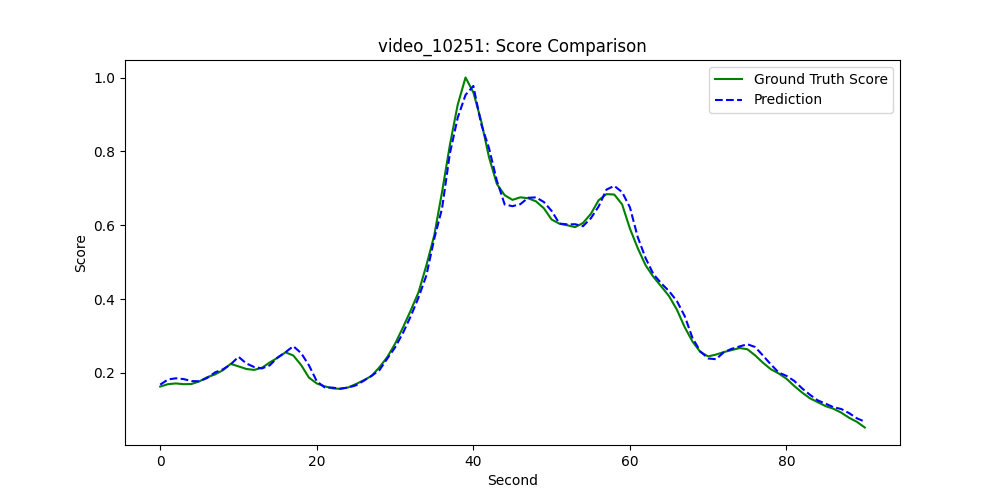 video_10251: Score Comparison
Ground Truth Score
Prediction
1.0
0.8
0.6
0.4
0.2
Score
0 20 40 60 80
Second